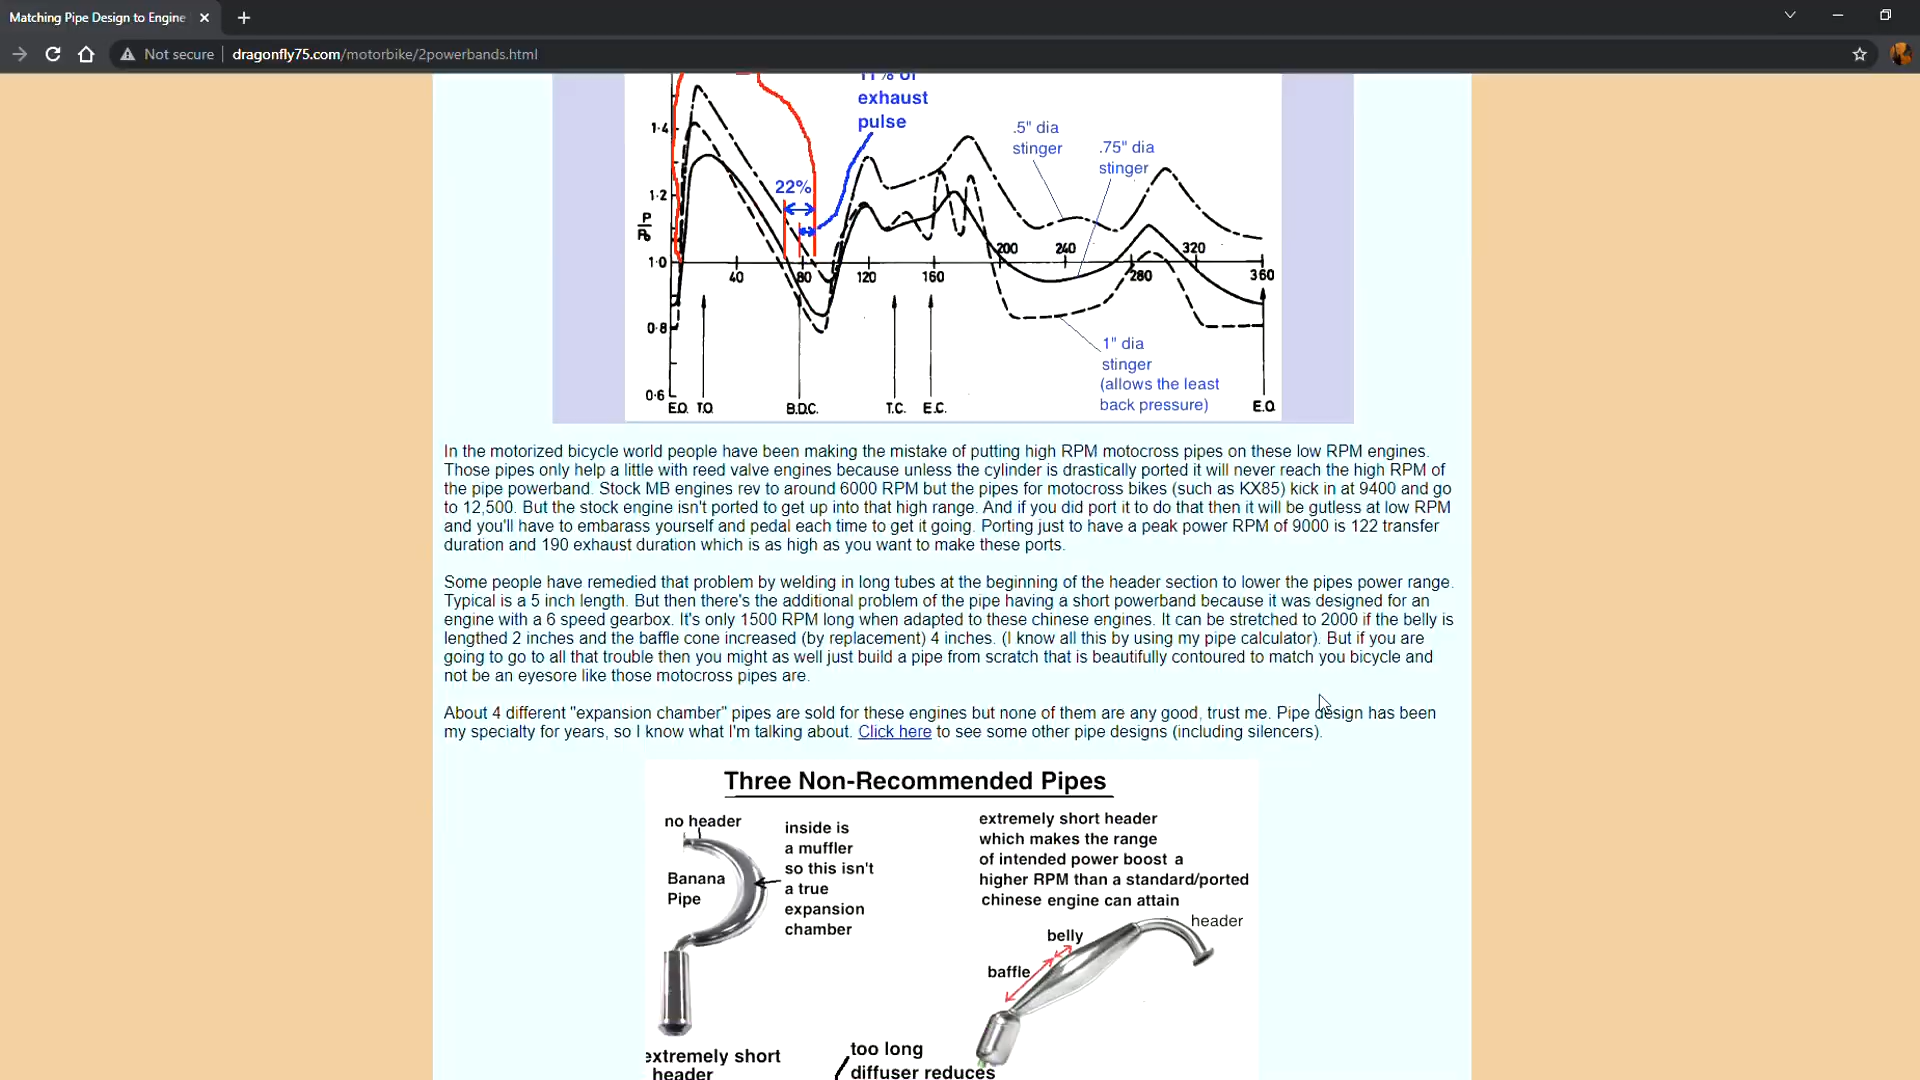 Matching Pipe Design to Engine
Not secure
dragonfly75.com/motorbike/2powerbands.html
11% of
exhaust
pulse
1.4
.5" dia
stinger
.75" dia
stinger
22%
1.2
P
Po
200
240
320
1.0
40
80
120
160
280
360
0.8
1" dia
stinger
(allows the least
back pressure)
0.6
E.O. T.O. B.D.C. T.C. E.C. E.O
In the motorized bicycle world people have been making the mistake of putting high RPM motocross pipes on these low RPM engines.
Those pipes only help a little with reed valve engines because unless the cylinder is drastically ported it will never reach the high RPM of
the pipe powerband. Stock MB engines rev to around 6000 RPM but the pipes for motocross bikes (such as KX85) kick in at 9400 and go
to 12,500. But the stock engine isn't ported to get up into that high range. And if you did port it to do that then it will be gutless at low RPM
and you'll have to embarass yourself and pedal each time to get it going. Porting just to have a peak power RPM of 9000 is 122 transfer
duration and 190 exhaust duration which is as high as you want to make these ports.
Some people have remedied that problem by welding in long tubes at the beginning of the header section to lower the pipes power range.
Typical is a 5 inch length. But then there's the additional problem of the pipe having a short powerband because it was designed for an
engine with a 6 speed gearbox. It's only 1500 RPM long when adapted to these chinese engines. It can be stretched to 2000 if the belly is
lengthed 2 inches and the baffle cone increased (by replacement) 4 inches. (I know all this by using my pipe calculator). But if you are
going to go to all that trouble then you might as well just build a pipe from scratch that is beautifully contoured to match you bicycle and
not be an eyesore like those motocross pipes are.
About 4 different "expansion chamber" pipes are sold for these engines but none of them are any good, trust me. Pipe design has been
my specialty for years, so I know what I'm talking about. Click here to see some other pipe designs (including silencers).
Three Non-Recommended Pipes
no header
inside is
a muffler
so this isn't
a true
expansion
chamber
Banana
Pipe
extremely short header
which makes the range
of intended power boost a
higher RPM than a standard/ported
chinese engine can attain
header
belly
baffle
extremely short
header
too long
diffuser reduces